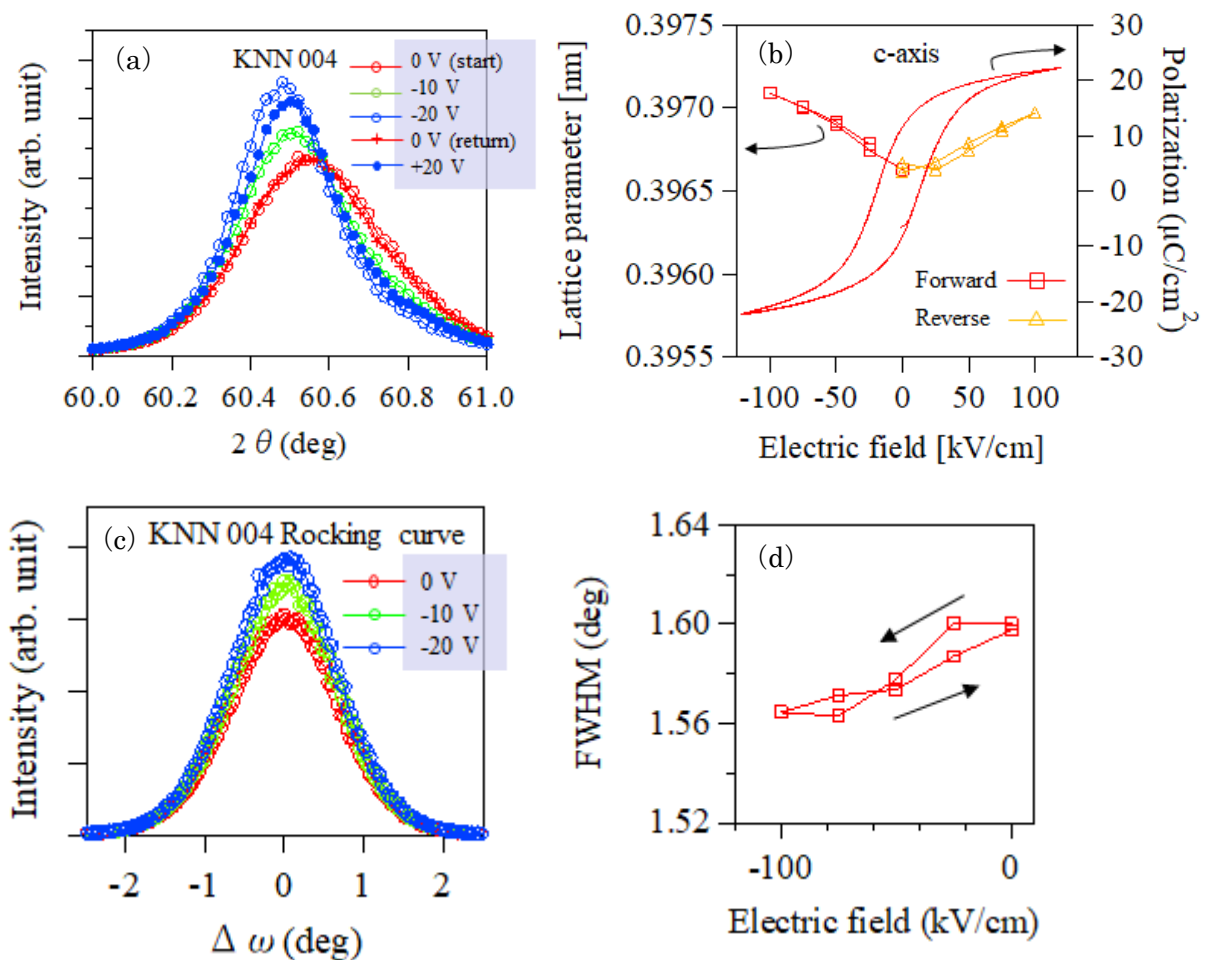 (a)
KNN 004
0 V (start)
-10 V
-20 V
0 V (return)
+20 V
Intensity (arb. unit)
60.0 60.2 60.4 60.6 60.8 61.0
2 θ (deg)
(b)
c-axis
0.3975
0.3970
0.3965
0.3960
0.3955
Lattice parameter [nm]
30
20
10
0
-10
-20
-30
Polarization (μC/cm²)
Forward
Reverse
-100 -50 0 50 100
Electric field [kV/cm]
(c)
KNN 004 Rocking curve
0 V
-10 V
-20 V
Intensity (arb. unit)
-2 -1 0 1 2
Δ ω (deg)
(d)
1.64
1.60
1.56
1.52
FWHM (deg)
-100 0
Electric field (kV/cm)